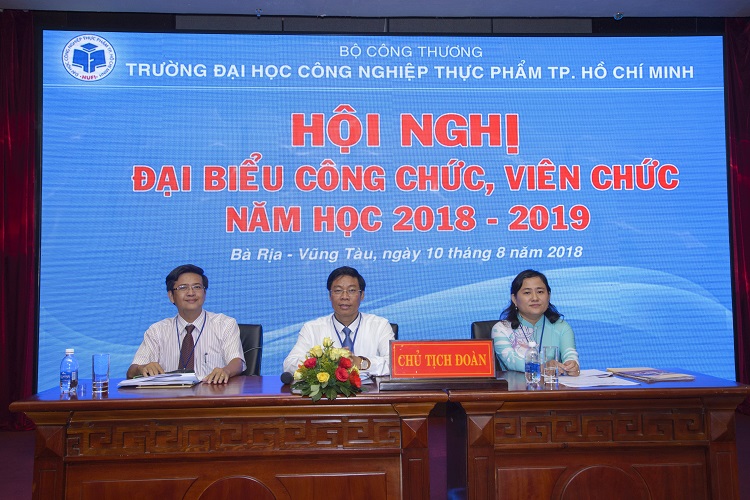 BỘ CÔNG THƯƠNG
TRƯỜNG ĐẠI HỌC CÔNG NGHIỆP THỰC PHẨM TP. HỒ CHÍ MINH
HUFI
HỘI NGHỊ
ĐẠI BIỂU CÔNG CHỨC, VIÊN CHỨC
NĂM HỌC 2018 - 2019
Bà Rịa - Vũng Tàu, ngày 10 tháng 8 năm 2018
CHỦ TỊCH ĐOÀN